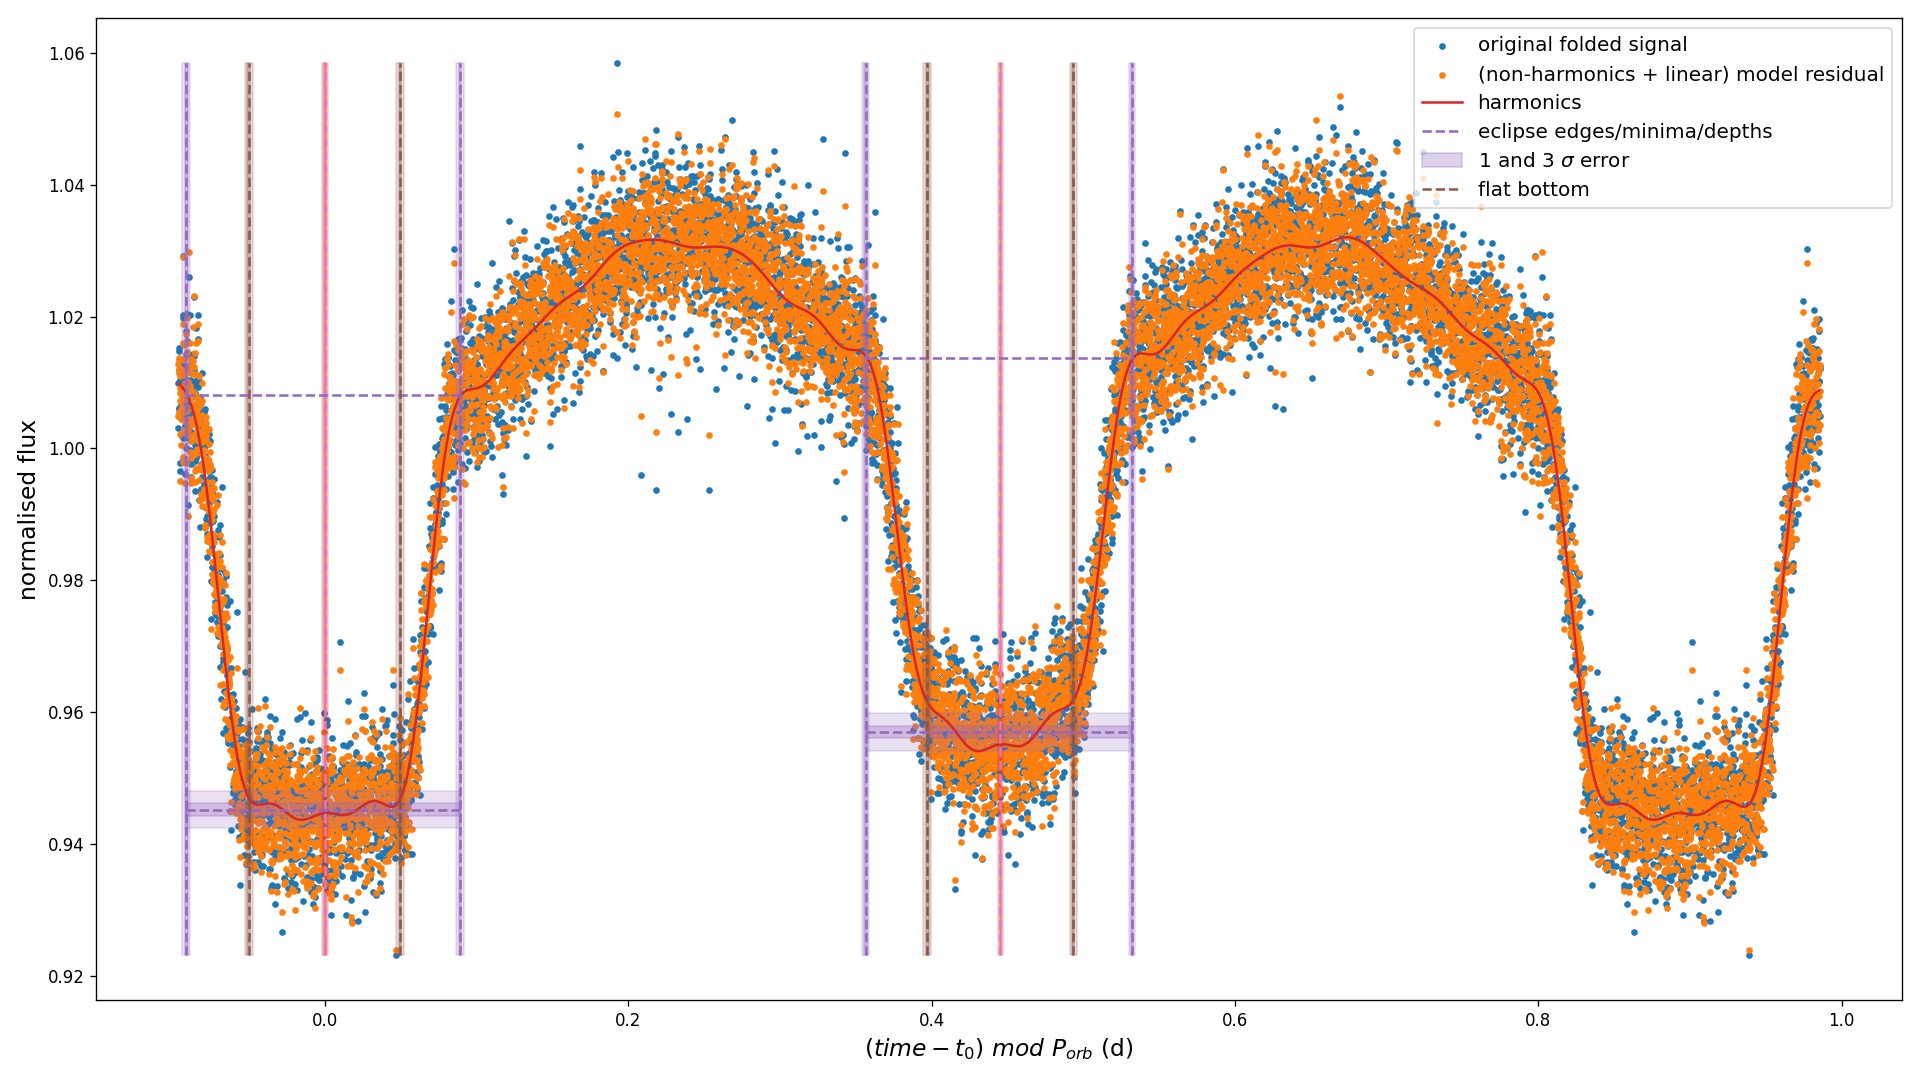 original folded signal
(non-harmonics + linear) model residual
harmonics
eclipse edges/minima/depths
1 and 3 σ error
flat bottom
normalised flux
1.06
1.04
1.02
1.00
0.98
0.96
0.94
0.92
0.0 0.2 0.4 0.6 0.8 1.0
(time − t₀) mod Pₒᵣb (d)